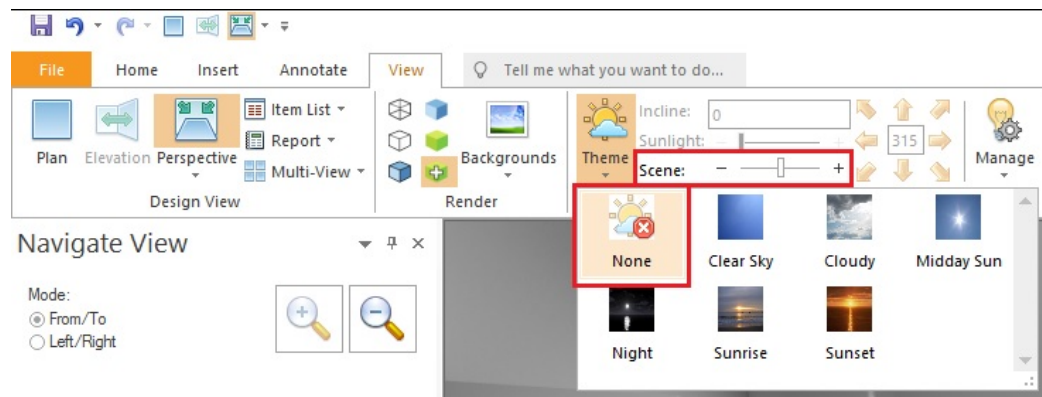 File Home Insert Annotate View Tell me what you want to do...
Plan Elevation Perspective
Item List
Report
Multi-View
Design View
Backgrounds
Render
Theme
Incline: 0
Sunlight:
Scene:
315
Manage
None Clear Sky Cloudy Midday Sun
Night Sunrise Sunset
Navigate View
Mode:
From/To
Left/Right